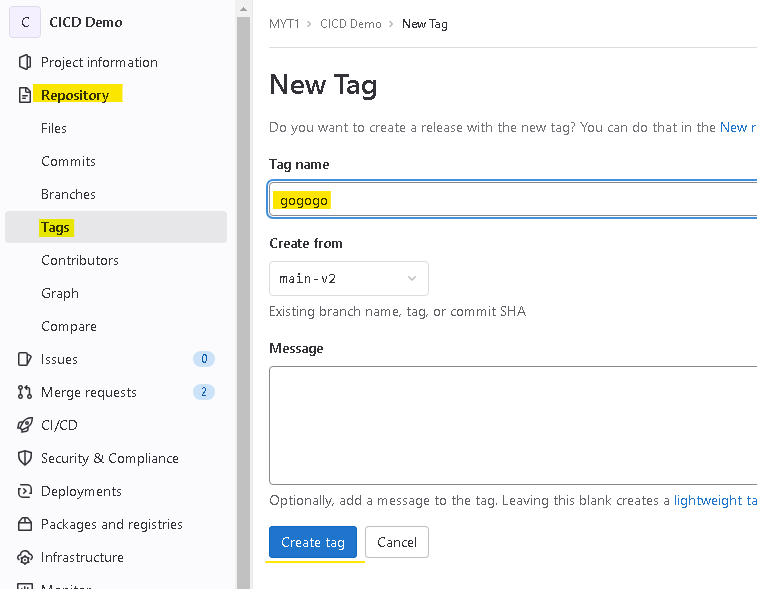 C CICD Demo
Project information
Repository
Files
Commits
Branches
Tags
Contributors
Graph
Compare
Issues 0
Merge requests 2
CI/CD
Security & Compliance
Deployments
Packages and registries
Infrastructure
Monitor
MYT1 > CICD Demo > New Tag
New Tag
Do you want to create a release with the new tag? You can do that in the New r
Tag name
gogogo
Create from
main-v2
Existing branch name, tag, or commit SHA
Message
Optionally, add a message to the tag. Leaving this blank creates a lightweight ta
Create tag Cancel